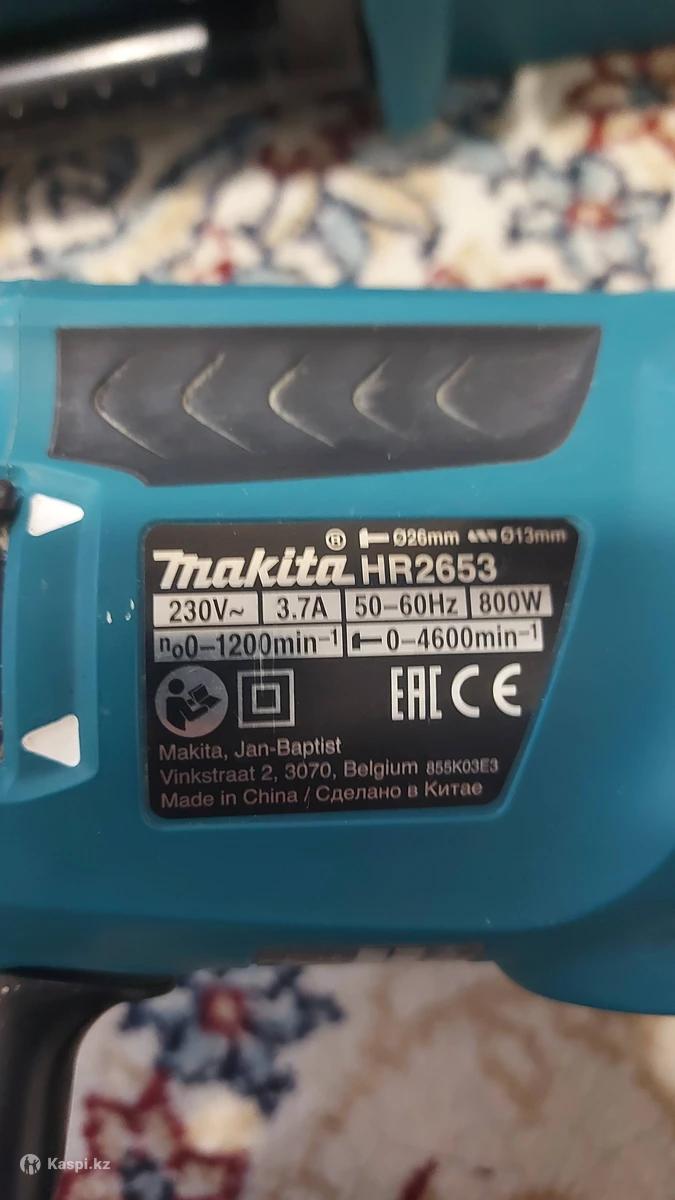 Ø26mm Ø13mm
makita HR2653
230V~ 3.7A 50-60Hz 800W
n₀0-1200min⁻¹ 0-4600min⁻¹
EAC CE
Makita, Jan-Baptist
Vinkstraat 2, 3070, Belgium 855K03E3
Made in China / Сделано в Китае
Kaspi.kz